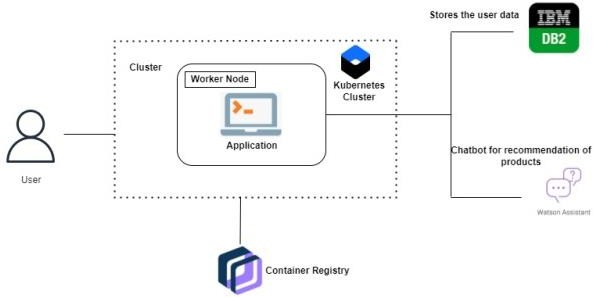 Stores the user data
IBM
DB2
Cluster
Worker Node
Kubernetes
Cluster
Application
User
Chatbot for recommendation of
products
Watson Assistant
Container Registry